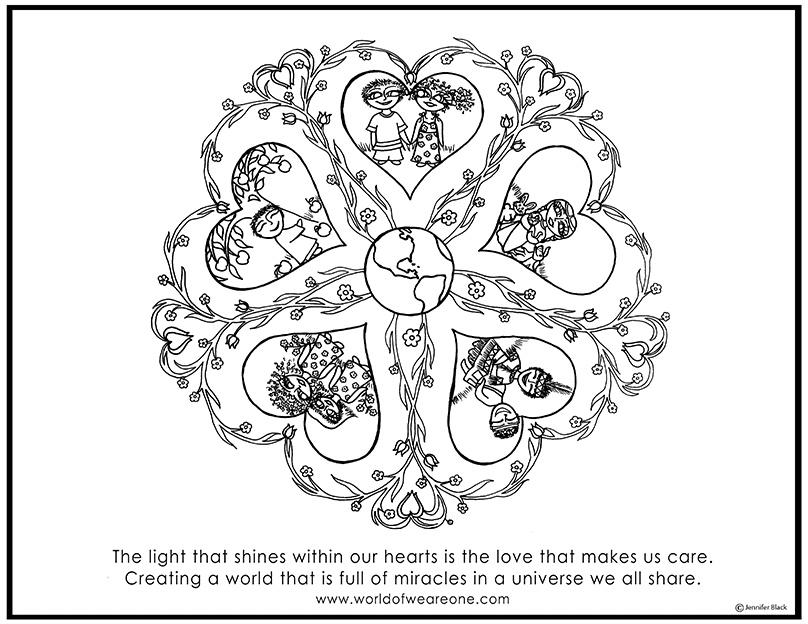 The light that shines within our hearts is the love that makes us care.
Creating a world that is full of miracles in a universe we all share.
www.worldofweareone.com
©Jennifer Black